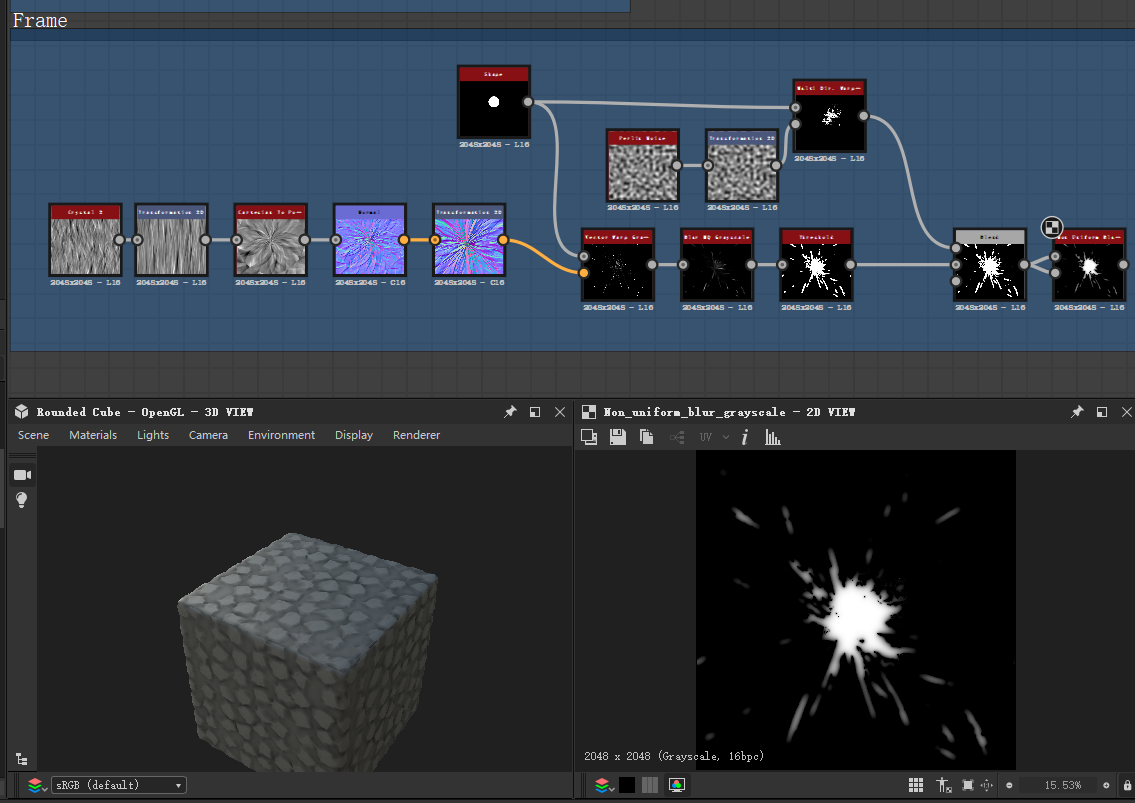 Frame
Shape
2048x2048 - L16
Multi Dir. Warp
2048x2048 - L16
Perlin Noise
Transformation 2D
2048x2048 - L16
2048x2048 - L16
Crystal 2
Transformation 2D
Cartesian To Po
Normal
Transformation 2D
2048x2048 - L16
2048x2048 - L16
2048x2048 - L16
2048x2048 - C16
2048x2048 - C16
Vector Warp Gra
Blur HQ Grayscale
Threshold
Blend
Non Uniform Blu
2048x2048 - L16
2048x2048 - L16
2048x2048 - L16
2048x2048 - L16
2048x2048 - L16
Rounded Cube - OpenGL - 3D VIEW
Scene Materials Lights Camera Environment Display Renderer
sRGB (default)
Non_uniform_blur_grayscale - 2D VIEW
UV
2048 x 2048 (Grayscale, 16bpc)
15.53%